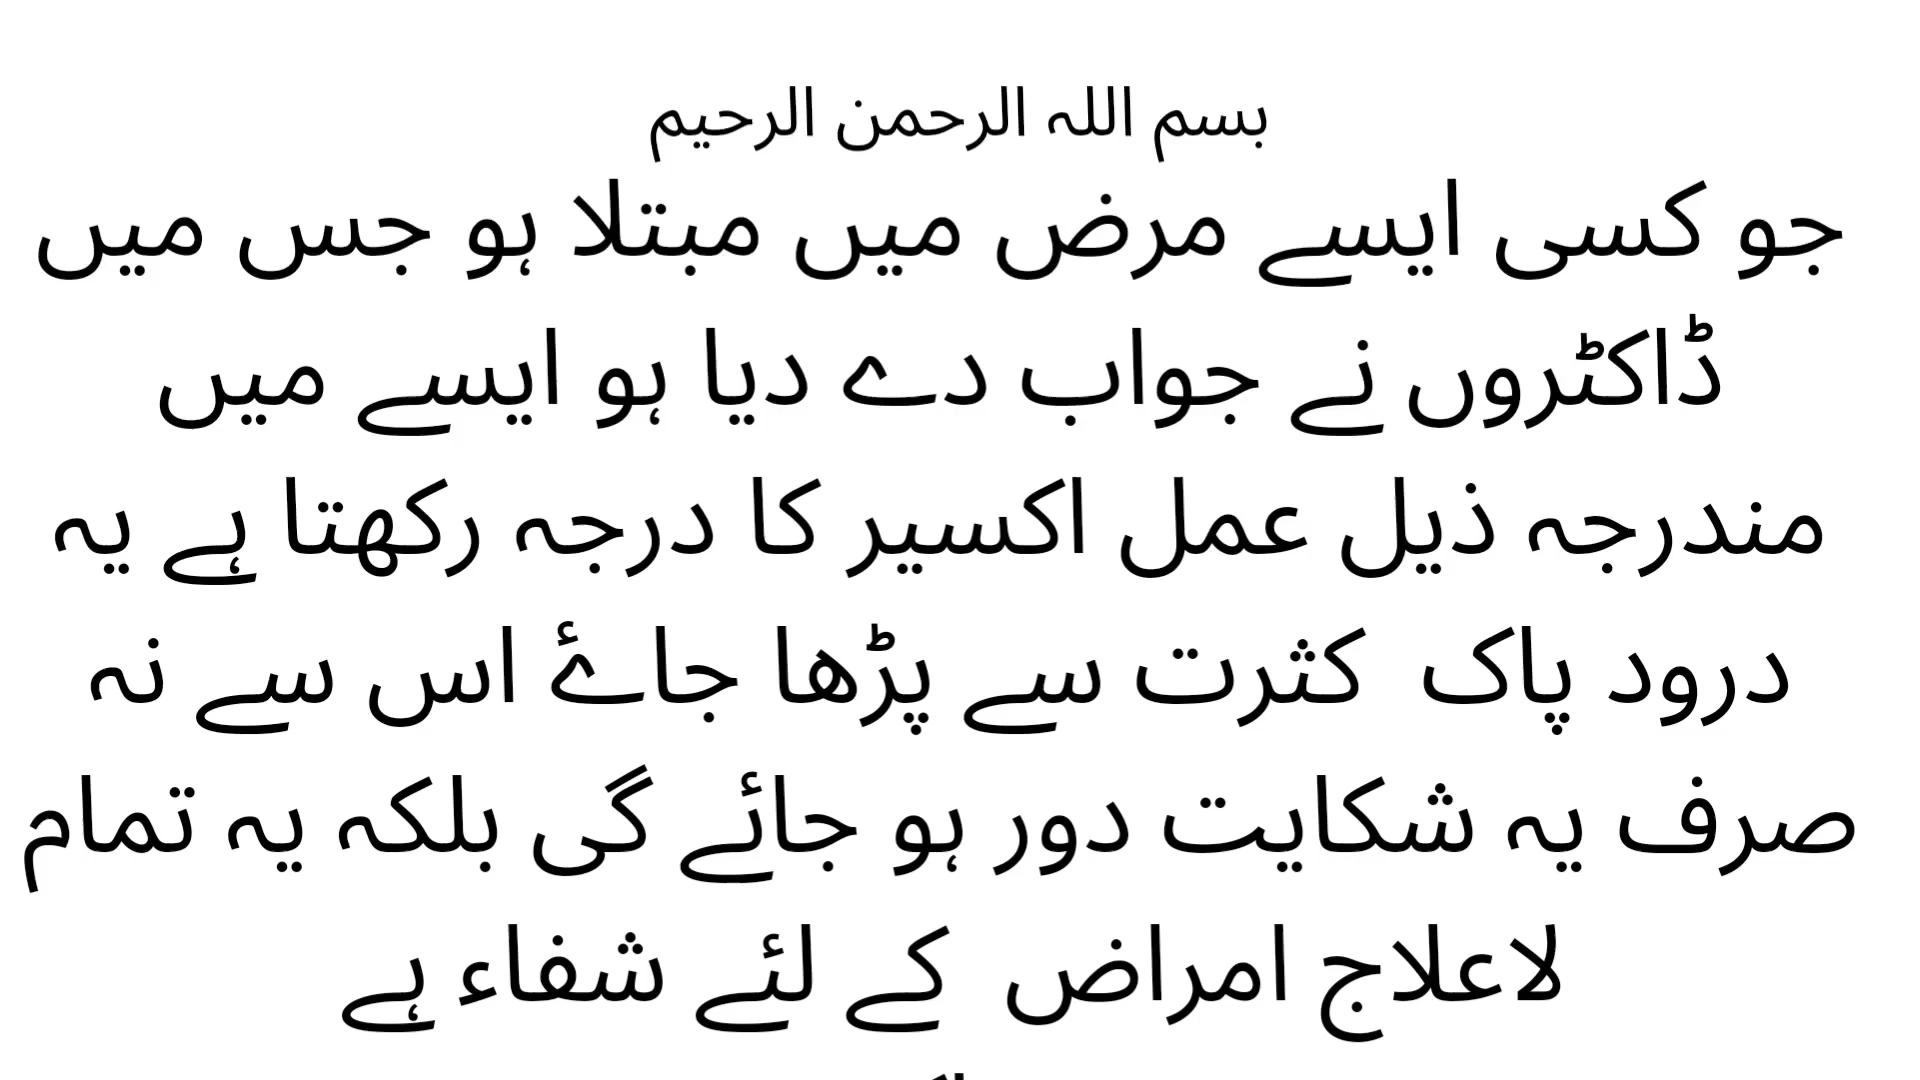 بسم اللہ الرحمن الرحیم
جو کسی ایسے مرض میں مبتلا ہو جس میں
ڈاکٹروں نے جواب دے دیا ہو ایسے میں
مندرجہ ذیل عمل اکسیر کا درجہ رکھتا ہے یہ
درود پاک  کثرت سے پڑھا جاۓ اس سے نہ
صرف یہ شکایت دور ہو جائے گی بلکہ یہ تمام
لاعلاج امراض  کے لئے شفاء ہے